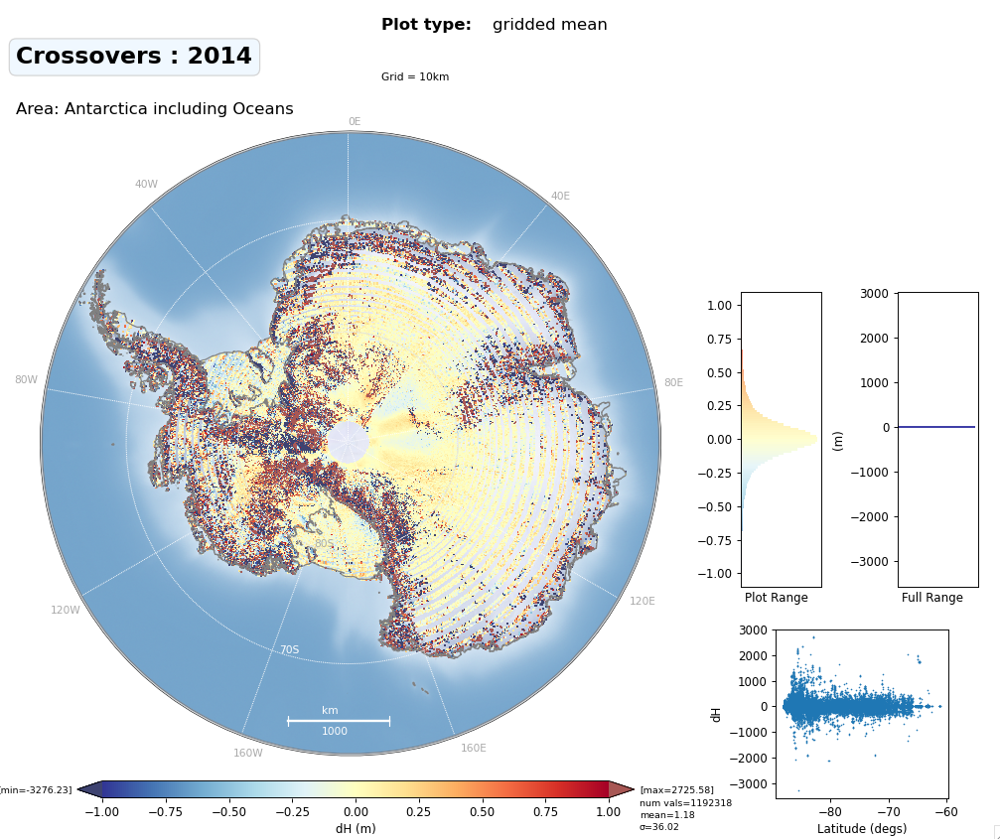 Plot type: gridded mean
Crossovers : 2014
Grid = 10km
Area: Antarctica including Oceans
0E
40W
40E
80W
80E
120W
120E
160W
160E
80S
70S
km
1000
1.00
0.75
0.50
0.25
0.00
−0.25
−0.50
−0.75
−1.00
Plot Range
(m)
3000
2000
1000
0
−1000
−2000
−3000
Full Range
3000
2000
1000
0
−1000
−2000
−3000
dH
−80
−70
−60
Latitude (degs)
[min=-3276.23]
−1.00
−0.75
−0.50
−0.25
0.00
0.25
0.50
0.75
1.00
dH (m)
[max=2725.58]
num vals=1192318
mean=1.18
σ=36.02